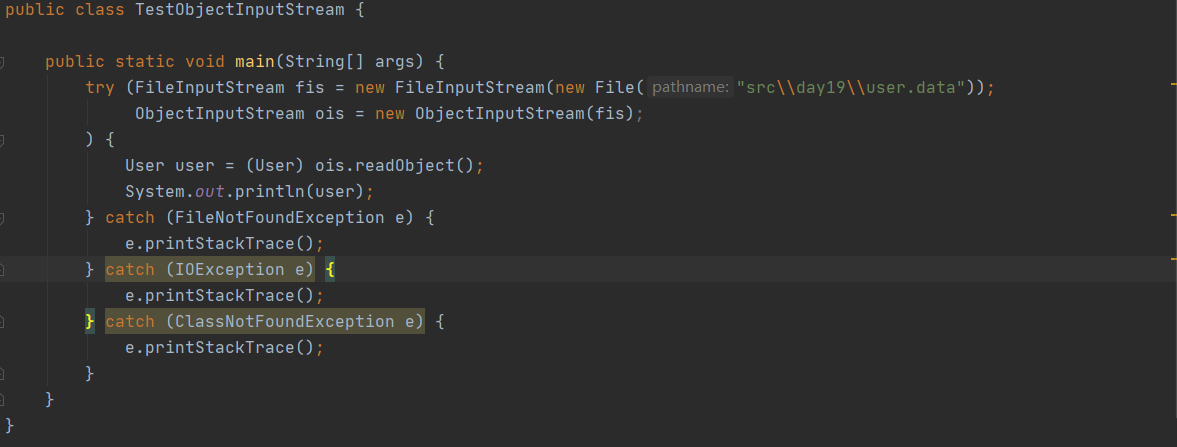 public class TestObjectInputStream {
public static void main(String[] args) {
try (FileInputStream fis = new FileInputStream(new File( pathname: "src\\day19\\user.data"));
ObjectInputStream ois = new ObjectInputStream(fis);
) {
User user = (User) ois.readObject();
System.out.println(user);
} catch (FileNotFoundException e) {
e.printStackTrace();
} catch (IOException e) {
e.printStackTrace();
} catch (ClassNotFoundException e) {
e.printStackTrace();
}
}
}